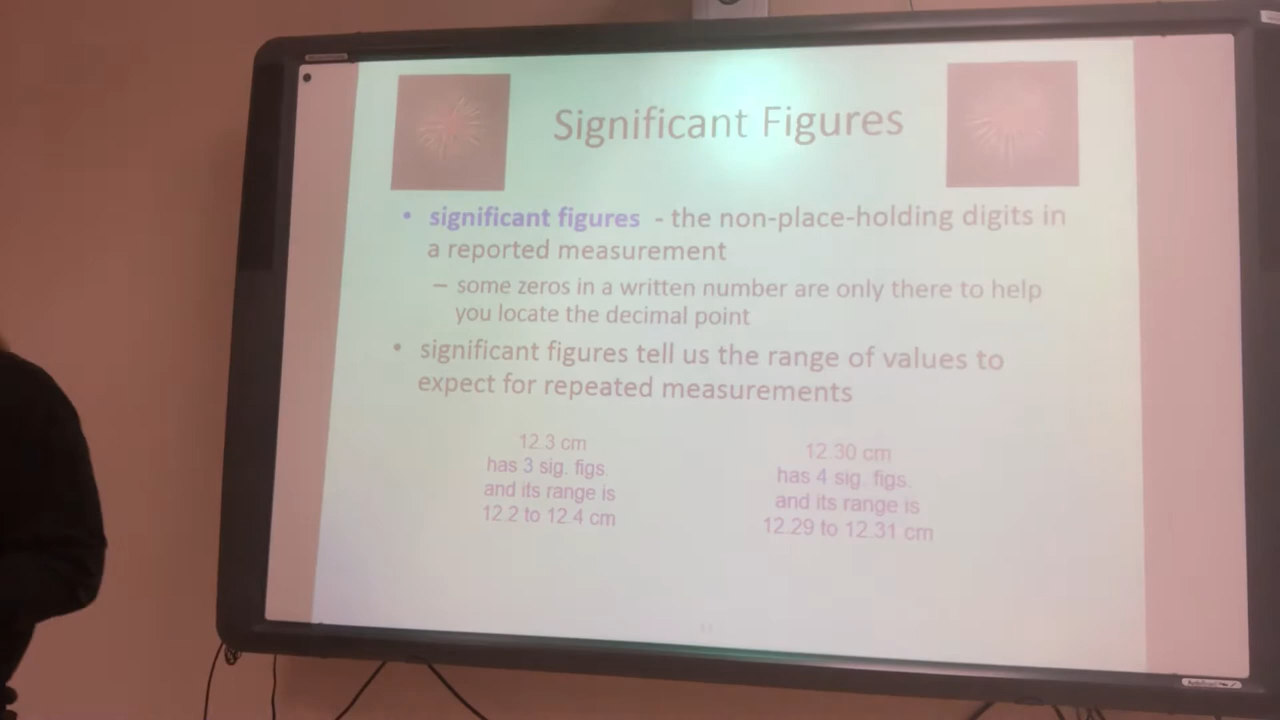 Significant Figures
• significant figures - the non-place-holding digits in
a reported measurement
– some zeros in a written number are only there to help
you locate the decimal point
• significant figures tell us the range of values to
expect for repeated measurements
12.3 cm
has 3 sig. figs.
and its range is
12.2 to 12.4 cm
12.30 cm
has 4 sig. figs.
and its range is
12.29 to 12.31 cm